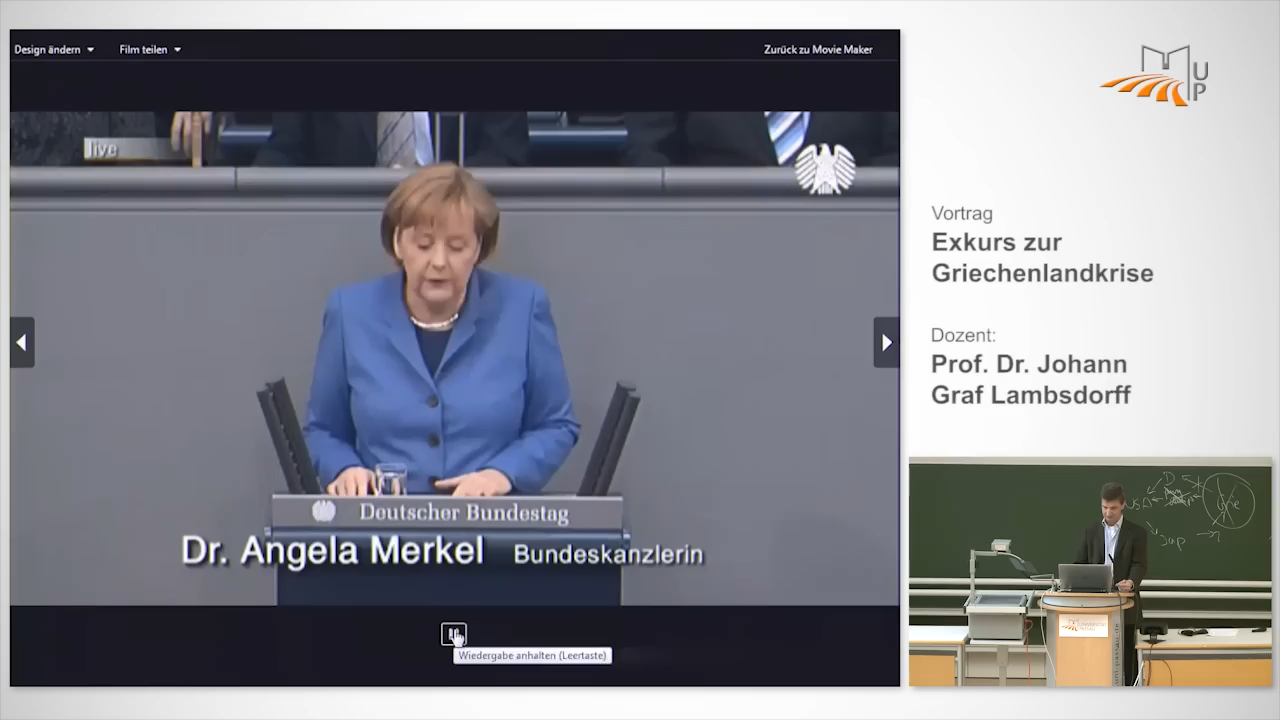 Design ändern
Film teilen
Zurück zu Movie Maker
live
Deutscher Bundestag
Dr. Angela Merkel Bundeskanzlerin
Wiedergabe anhalten (Leertaste)
UP
Vortrag
Exkurs zur
Griechenlandkrise
Dozent:
Prof. Dr. Johann
Graf Lambsdorff
D
Jap